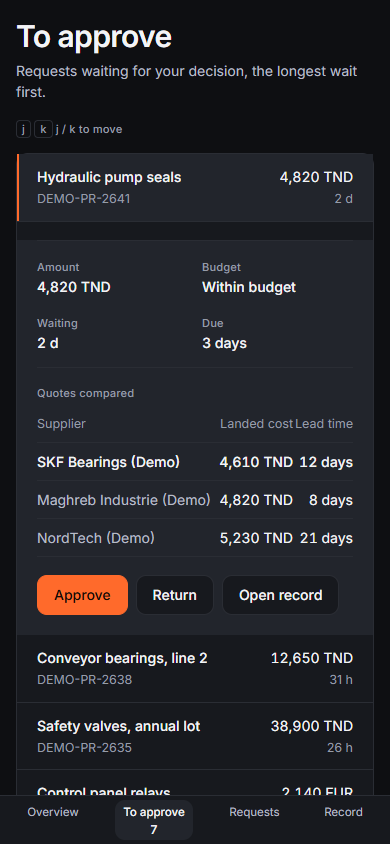 To approve
Requests waiting for your decision, the longest wait
first.
j k j / k to move
Hydraulic pump seals 4,820 TND
DEMO-PR-2641 2 d
Amount Budget
4,820 TND Within budget
Waiting Due
2 d 3 days
Quotes compared
Supplier Landed cost Lead time
SKF Bearings (Demo) 4,610 TND 12 days
Maghreb Industrie (Demo) 4,820 TND 8 days
NordTech (Demo) 5,230 TND 21 days
Approve Return Open record
Conveyor bearings, line 2 12,650 TND
DEMO-PR-2638 31 h
Safety valves, annual lot 38,900 TND
DEMO-PR-2635 26 h
Control panel relays 2,140 EUR
Overview To approve Requests Record
7